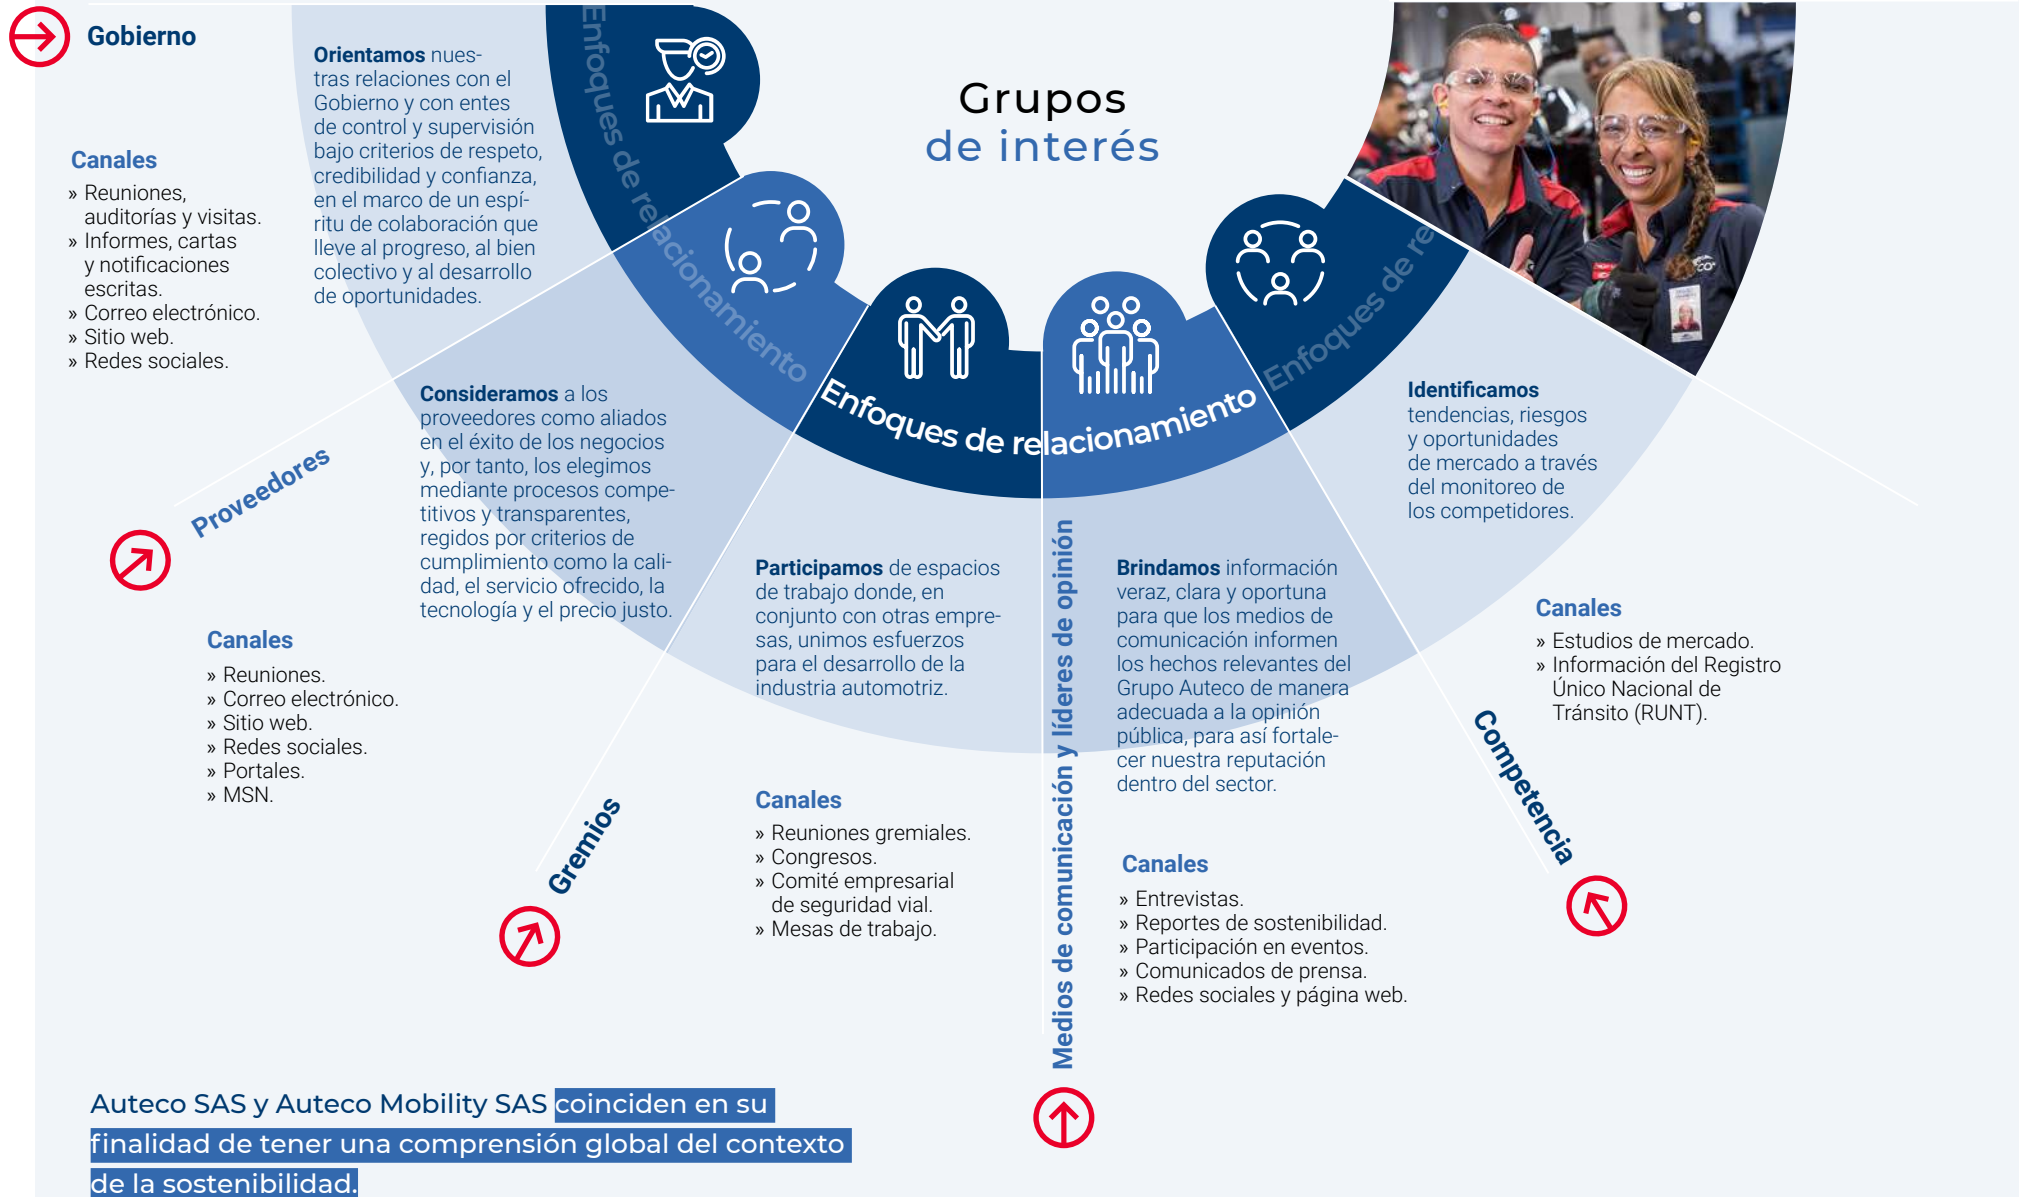 Grupos
de interés
Enfoques de relacionamiento
Enfoques de relacionamiento
Enfoques de re
Gobierno
Orientamos nues-
tras relaciones con el
Gobierno y con entes
de control y supervisión
bajo criterios de respeto,
credibilidad y confianza,
en el marco de un espí-
ritu de colaboración que
lleve al progreso, al bien
colectivo y al desarrollo
de oportunidades.
Canales
» Reuniones,
auditorías y visitas.
» Informes, cartas
y notificaciones
escritas.
» Correo electrónico.
» Sitio web.
» Redes sociales.
Proveedores
Consideramos a los
proveedores como aliados
en el éxito de los negocios
y, por tanto, los elegimos
mediante procesos compe-
titivos y transparentes,
regidos por criterios de
cumplimiento como la cali-
dad, el servicio ofrecido, la
tecnología y el precio justo.
Canales
» Reuniones.
» Correo electrónico.
» Sitio web.
» Redes sociales.
» Portales.
» MSN.
Gremios
Participamos de espacios
de trabajo donde, en
conjunto con otras empre-
sas, unimos esfuerzos
para el desarrollo de la
industria automotriz.
Canales
» Reuniones gremiales.
» Congresos.
» Comité empresarial
de seguridad vial.
» Mesas de trabajo.
Medios de comunicación y líderes de opinión
Brindamos información
veraz, clara y oportuna
para que los medios de
comunicación informen
los hechos relevantes del
Grupo Auteco de manera
adecuada a la opinión
pública, para así fortale-
cer nuestra reputación
dentro del sector.
Canales
» Entrevistas.
» Reportes de sostenibilidad.
» Participación en eventos.
» Comunicados de prensa.
» Redes sociales y página web.
Competencia
Identificamos
tendencias, riesgos
y oportunidades
de mercado a través
del monitoreo de
los competidores.
Canales
» Estudios de mercado.
» Información del Registro
Único Nacional de
Tránsito (RUNT).
Auteco SAS y Auteco Mobility SAS coinciden en su
finalidad de tener una comprensión global del contexto
de la sostenibilidad.